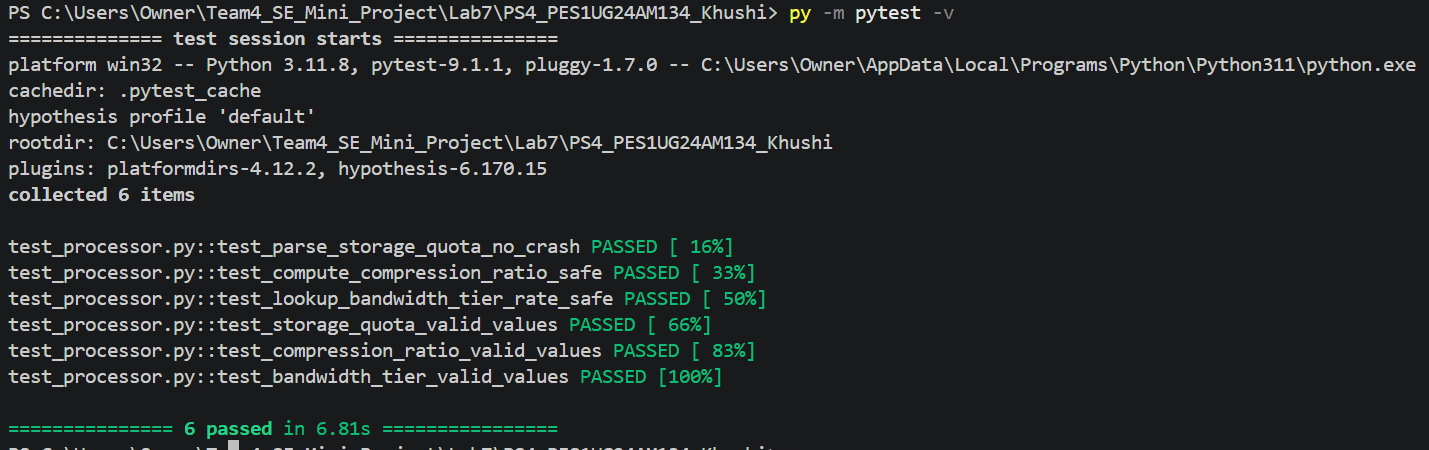 PS C:\Users\Owner\Team4_SE_Mini_Project\Lab7\PS4_PES1UG24AM134_Khushi> py -m pytest -v
============== test session starts ===============
platform win32 -- Python 3.11.8, pytest-9.1.1, pluggy-1.7.0 -- C:\Users\Owner\AppData\Local\Programs\Python\Python311\python.exe
cachedir: .pytest_cache
hypothesis profile 'default'
rootdir: C:\Users\Owner\Team4_SE_Mini_Project\Lab7\PS4_PES1UG24AM134_Khushi
plugins: platformdirs-4.12.2, hypothesis-6.170.15
collected 6 items
test_processor.py::test_parse_storage_quota_no_crash PASSED [ 16%]
test_processor.py::test_compute_compression_ratio_safe PASSED [ 33%]
test_processor.py::test_lookup_bandwidth_tier_rate_safe PASSED [ 50%]
test_processor.py::test_storage_quota_valid_values PASSED [ 66%]
test_processor.py::test_compression_ratio_valid_values PASSED [ 83%]
test_processor.py::test_bandwidth_tier_valid_values PASSED [100%]
=============== 6 passed in 6.81s ================